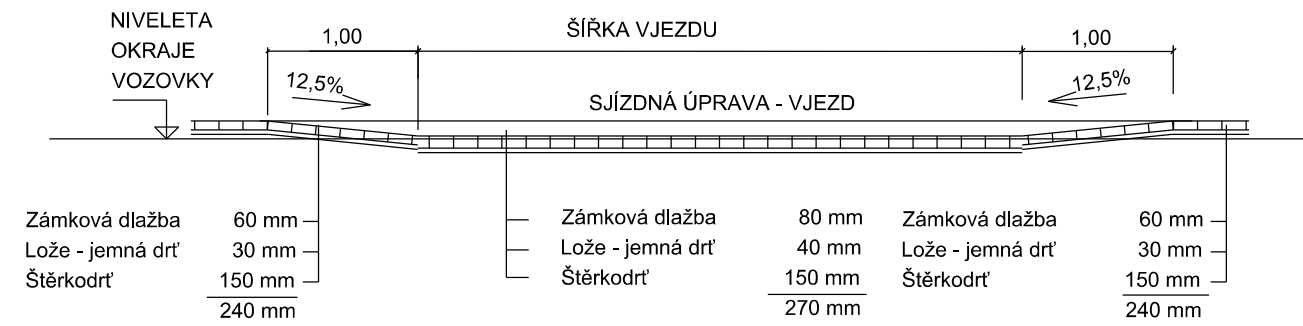 NIVELETA
OKRAJE
VOZOVKY
1,00
ŠÍŘKA VJEZDU
1,00
12,5%
12,5%
SJÍZDNÁ ÚPRAVA - VJEZD
Zámková dlažba 60 mm
Lože - jemná drť 30 mm
Štěrkodrť 150 mm
240 mm
Zámková dlažba 80 mm
Lože - jemná drť 40 mm
Štěrkodrť 150 mm
270 mm
Zámková dlažba 60 mm
Lože - jemná drť 30 mm
Štěrkodrť 150 mm
240 mm